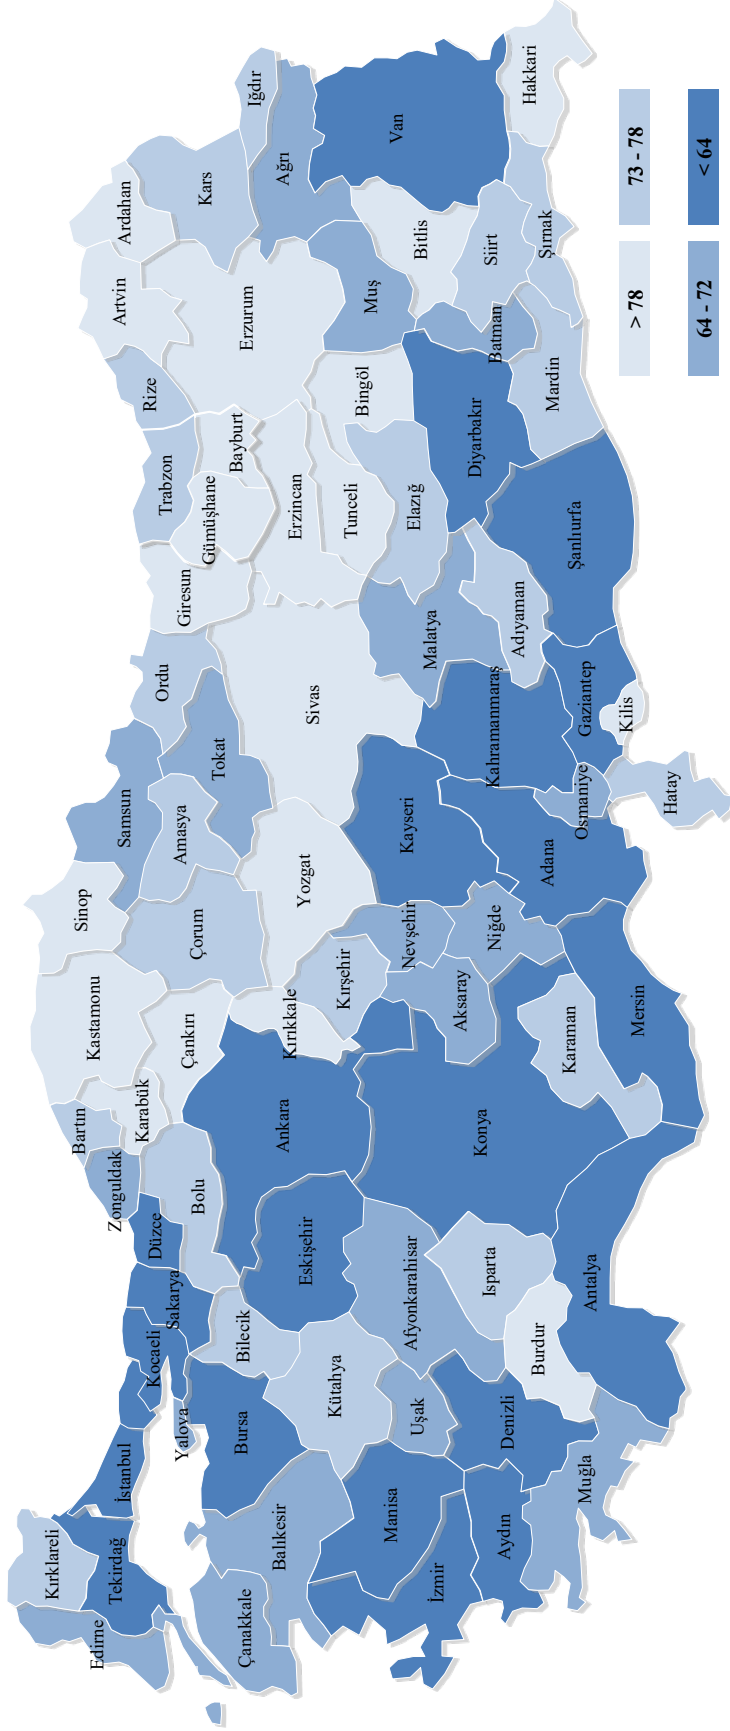 Kırklareli
Edirne
Tekirdağ
İstanbul
Çanakkale
Balıkesir
Yalova
Kocaeli
Sakarya
Düzce
Bursa
Bilecik
Bolu
Zonguldak
Bartın
Karabük
Kastamonu
Sinop
Çankırı
Çorum
Samsun
Amasya
Tokat
Ordu
Giresun
Gümüşhane
Trabzon
Bayburt
Rize
Artvin
Ardahan
Kars
Iğdır
Ağrı
Erzurum
Erzincan
Tunceli
Bingöl
Muş
Bitlis
Van
Hakkari
Şırnak
Siirt
Batman
Mardin
Diyarbakır
Elazığ
Malatya
Adıyaman
Şanlıurfa
Sivas
Yozgat
Kırıkkale
Kırşehir
Ankara
Eskişehir
Kütahya
Manisa
İzmir
Uşak
Afyonkarahisar
Aydın
Denizli
Muğla
Burdur
Isparta
Antalya
Konya
Aksaray
Nevşehir
Niğde
Kayseri
Karaman
Mersin
Adana
Osmaniye
Hatay
Kahramanmaraş
Gaziantep
Kilis
> 78
73 - 78
64 - 72
< 64